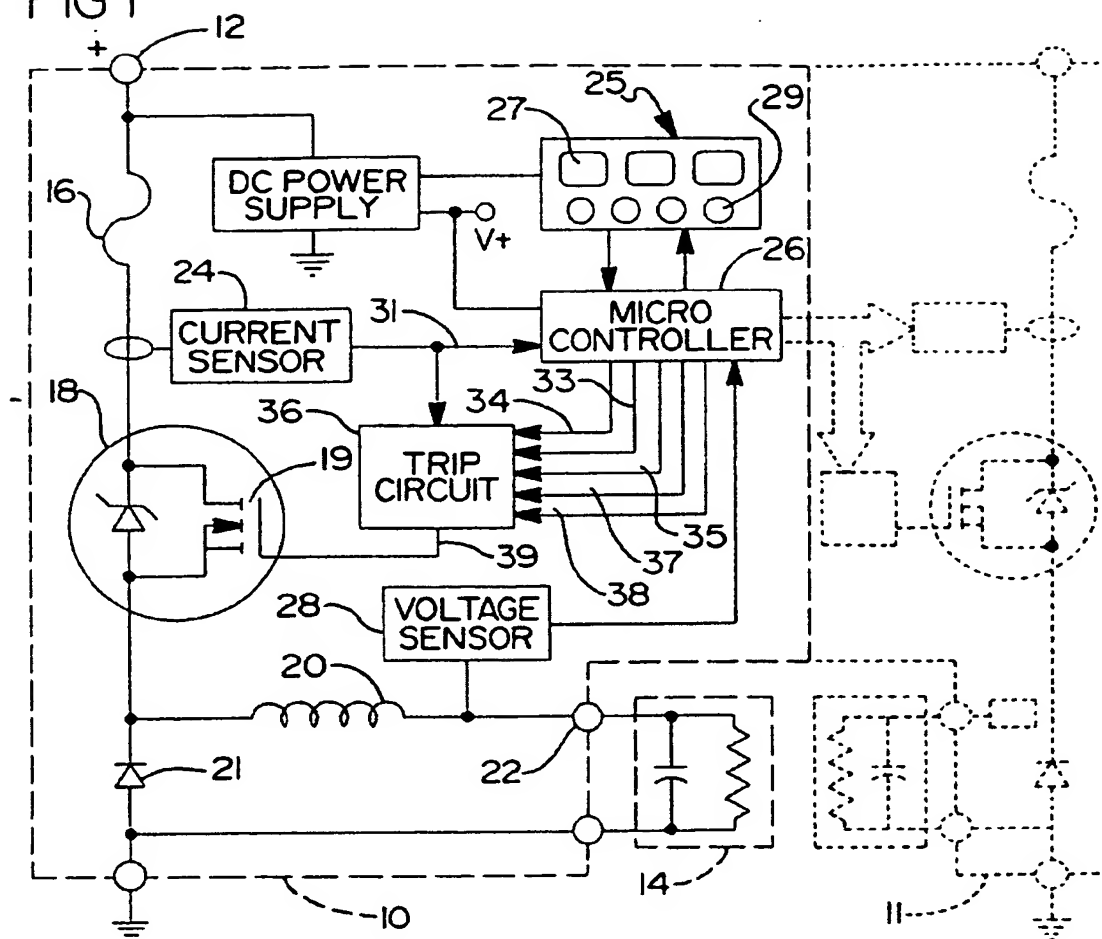 FIG 1
12
+
25
27
29
16
DC POWER
SUPPLY
V+
26
24
31
MICRO
CONTROLLER
CURRENT
SENSOR
33
18
36
34
19
TRIP
CIRCUIT
35
37
39
38
28
VOLTAGE
SENSOR
20
21
22
14
10
11